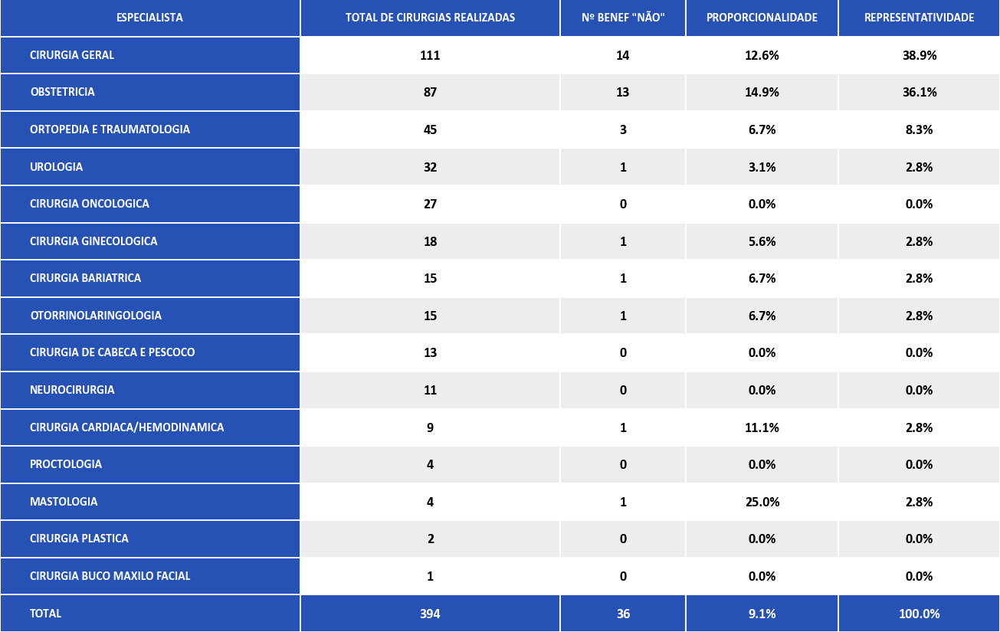 ESPECIALISTA TOTAL DE CIRURGIAS REALIZADAS Nº BENEF "NÃO" PROPORCIONALIDADE REPRESENTATIVIDADE
CIRURGIA GERAL 111 14 12.6% 38.9%
OBSTETRICIA 87 13 14.9% 36.1%
ORTOPEDIA E TRAUMATOLOGIA 45 3 6.7% 8.3%
UROLOGIA 32 1 3.1% 2.8%
CIRURGIA ONCOLOGICA 27 0 0.0% 0.0%
CIRURGIA GINECOLOGICA 18 1 5.6% 2.8%
CIRURGIA BARIATRICA 15 1 6.7% 2.8%
OTORRINOLARINGOLOGIA 15 1 6.7% 2.8%
CIRURGIA DE CABECA E PESCOCO 13 0 0.0% 0.0%
NEUROCIRURGIA 11 0 0.0% 0.0%
CIRURGIA CARDIACA/HEMODINAMICA 9 1 11.1% 2.8%
PROCTOLOGIA 4 0 0.0% 0.0%
MASTOLOGIA 4 1 25.0% 2.8%
CIRURGIA PLASTICA 2 0 0.0% 0.0%
CIRURGIA BUCO MAXILO FACIAL 1 0 0.0% 0.0%
TOTAL 394 36 9.1% 100.0%